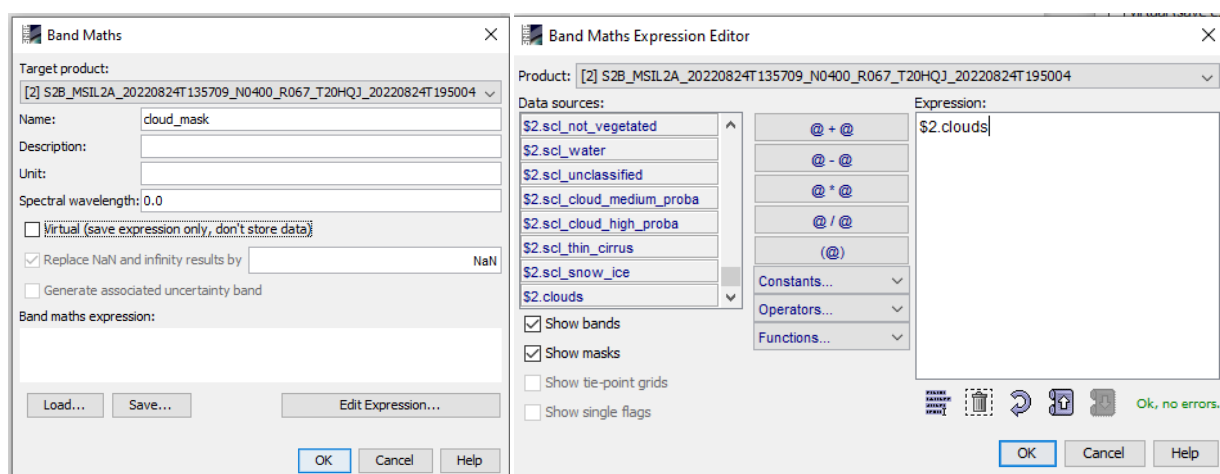 Band Maths
Target product:
[2] S2B_MSIL2A_20220824T135709_N0400_R067_T20HQJ_20220824T195004
Name: cloud_mask
Description:
Unit:
Spectral wavelength: 0.0
Virtual (save expression only, don't store data)
Replace NaN and infinity results by NaN
Generate associated uncertainty band
Band maths expression:
Load... Save... Edit Expression...
OK Cancel Help
Band Maths Expression Editor
Product: [2] S2B_MSIL2A_20220824T135709_N0400_R067_T20HQJ_20220824T195004
Data sources:
$2.scl_not_vegetated
$2.scl_water
$2.scl_unclassified
$2.scl_cloud_medium_proba
$2.scl_cloud_high_proba
$2.scl_thin_cirrus
$2.scl_snow_ice
$2.clouds
Show bands
Show masks
Show tie-point grids
Show single flags
@ + @
@ - @
@ * @
@ / @
(@)
Constants...
Operators...
Functions...
Expression:
$2.clouds
Ok, no errors.
OK Cancel Help